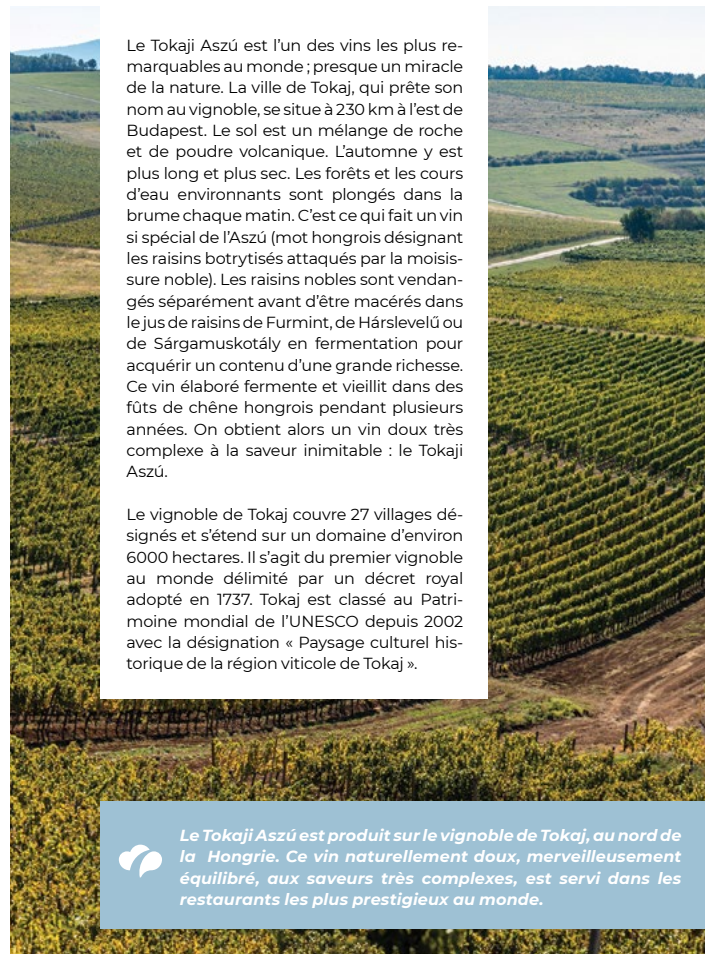 Le Tokaji Aszú est l’un des vins les plus re-
marquables au monde ; presque un miracle
de la nature. La ville de Tokaj, qui prête son
nom au vignoble, se situe à 230 km à l’est de
Budapest. Le sol est un mélange de roche
et de poudre volcanique. L’automne y est
plus long et plus sec. Les forêts et les cours
d’eau environnants sont plongés dans la
brume chaque matin. C’est ce qui fait un vin
si spécial de l’Aszú (mot hongrois désignant
les raisins botrytisés attaqués par la moisis-
sure noble). Les raisins nobles sont vendan-
gés séparément avant d’être macérés dans
le jus de raisins de Furmint, de Hárslevelű ou
de Sárgamuskotály en fermentation pour
acquérir un contenu d’une grande richesse.
Ce vin élaboré fermente et vieillit dans des
fûts de chêne hongrois pendant plusieurs
années. On obtient alors un vin doux très
complexe à la saveur inimitable : le Tokaji
Aszú.
Le vignoble de Tokaj couvre 27 villages dé-
signés et s’étend sur un domaine d’environ
6000 hectares. Il s’agit du premier vignoble
au monde délimité par un décret royal
adopté en 1737. Tokaj est classé au Patri-
moine mondial de l’UNESCO depuis 2002
avec la désignation « Paysage culturel his-
torique de la région viticole de Tokaj ».
Le Tokaji Aszú est produit sur le vignoble de Tokaj, au nord de
la Hongrie. Ce vin naturellement doux, merveilleusement
équilibré, aux saveurs très complexes, est servi dans les
restaurants les plus prestigieux au monde.